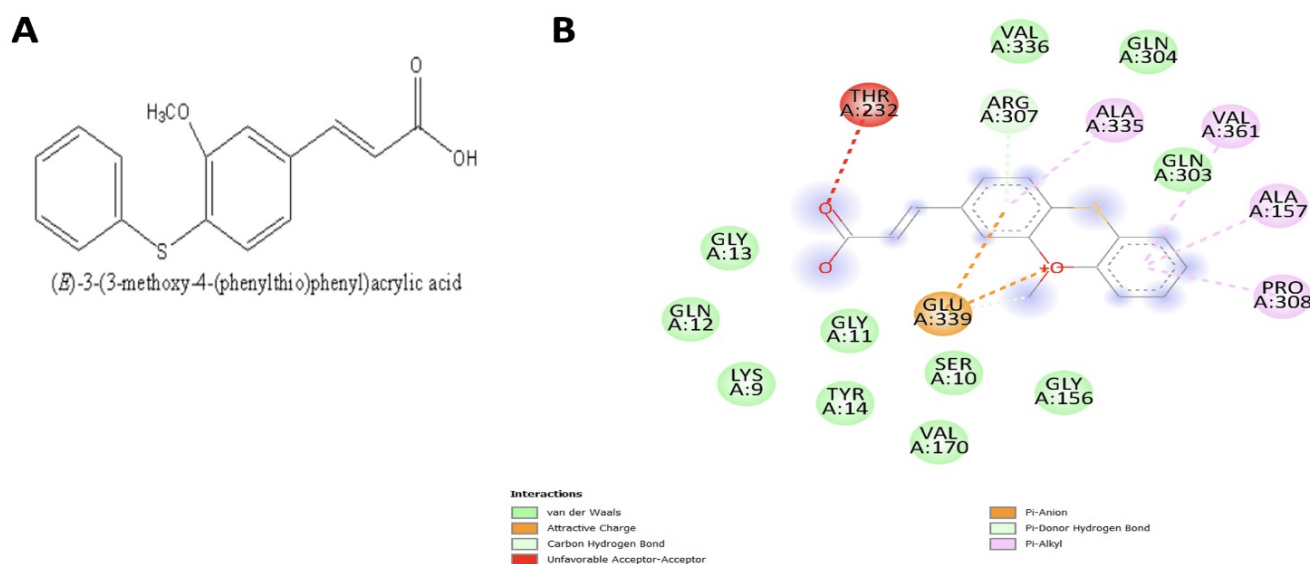 A
O
H₃CO
OH
S
(E)-3-(3-methoxy-4-(phenylthio)phenyl)acrylic acid
B
VAL
A:336
GLN
A:304
THR
A:232
ARG
A:307
ALA
A:335
VAL
A:361
GLN
A:303
ALA
A:157
O
S
GLY
A:13
O
O
PRO
A:308
GLU
A:339
GLN
A:12
GLY
A:11
SER
A:10
LYS
A:9
TYR
A:14
GLY
A:156
VAL
A:170
Interactions
van der Waals
Attractive Charge
Carbon Hydrogen Bond
Unfavorable Acceptor-Acceptor
Pi-Anion
Pi-Donor Hydrogen Bond
Pi-Alkyl